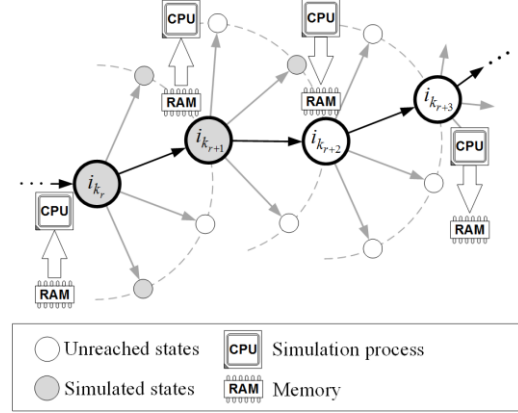 CPU
CPU
RAM
RAM
i_{k_{r+3}}
i_{k_{r+1}}
i_{k_{r+2}}
CPU
... i_{k_r} ...
CPU
RAM
RAM
Unreached states CPU Simulation process
Simulated states RAM Memory